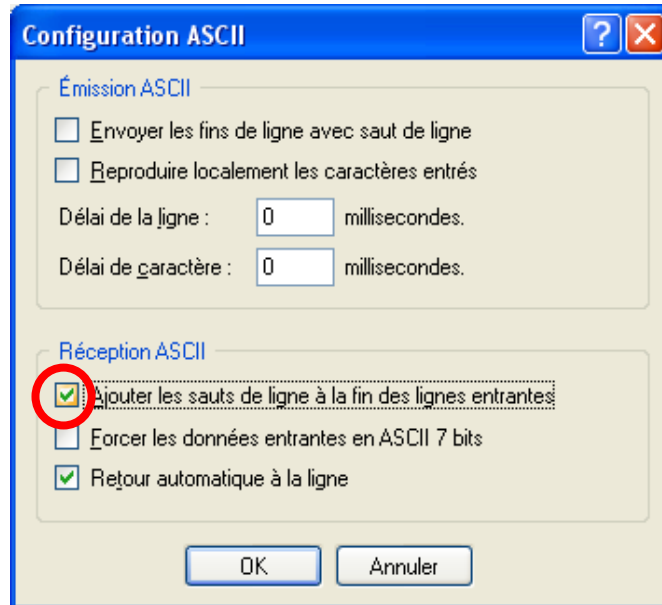 Configuration ASCII
Émission ASCII
Envoyer les fins de ligne avec saut de ligne
Reproduire localement les caractères entrés
Délai de la ligne : 0 millisecondes.
Délai de caractère : 0 millisecondes.
Réception ASCII
Ajouter les sauts de ligne à la fin des lignes entrantes
Forcer les données entrantes en ASCII 7 bits
Retour automatique à la ligne
OK Annuler